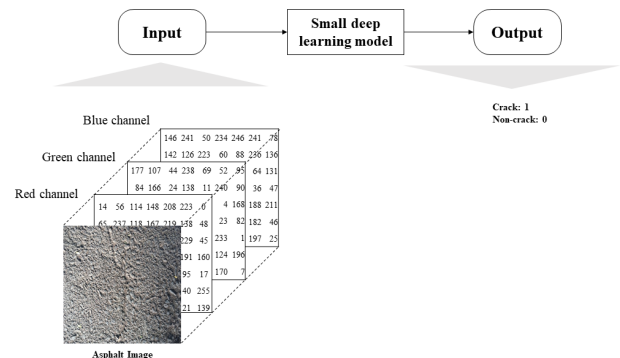 Input
Small deep
learning model
Output
Crack: 1
Non-crack: 0
Blue channel
146 241 50 234 246 241 78
142 126 223 60 88 236 136
Green channel
177 107 44 238 69 52 95 64 131
84 166 24 138 11 240 90 36 47
Red channel
14 56 114 148 208 223 0 4 168 188 211
65 237 118 167 219 138 48 23 82 182 46
229 45 233 1 197 25
191 160 124 196
95 17 170 7
40 255
21 139
Asphalt Image